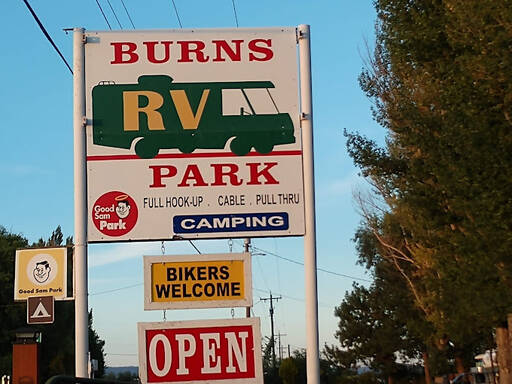 BURNS
RV
PARK
FULL HOOK-UP . CABLE . PULL THRU
Good
Sam
Park
CAMPING
Good Sam Park
BIKERS
WELCOME
OPEN